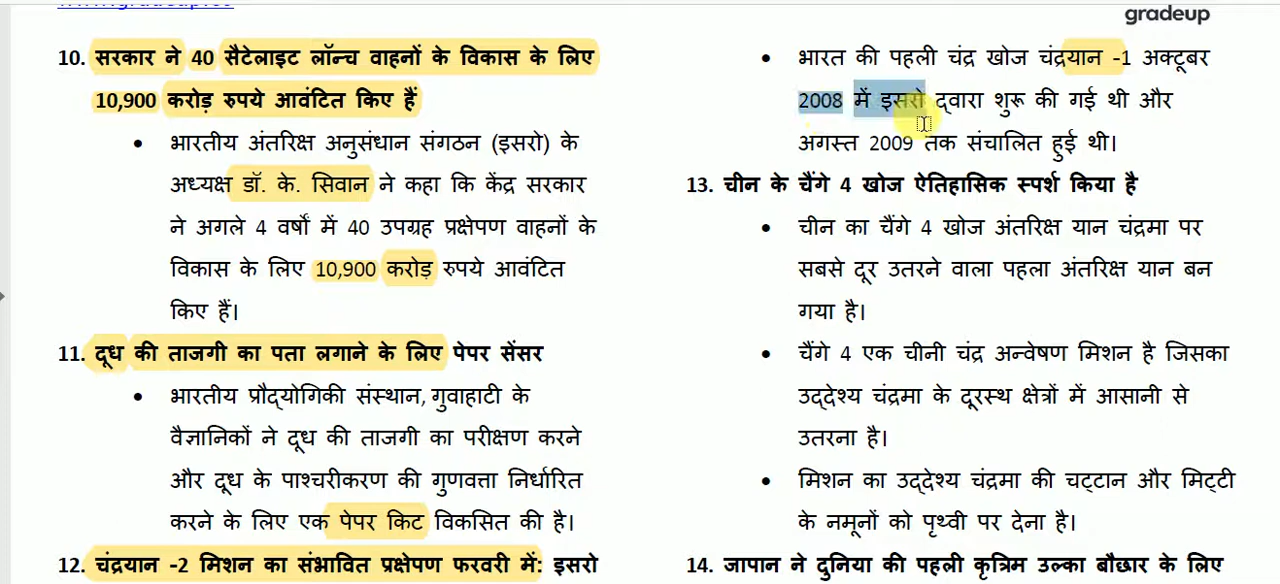 gradeup
10. सरकार ने 40 सैटेलाइट लॉन्च वाहनों के विकास के लिए
10,900 करोड़ रुपये आवंटित किए हैं
• भारतीय अंतरिक्ष अनुसंधान संगठन (इसरो) के
अध्यक्ष डॉ. के. सिवान ने कहा कि केंद्र सरकार
ने अगले 4 वर्षों में 40 उपग्रह प्रक्षेपण वाहनों के
विकास के लिए 10,900 करोड़ रुपये आवंटित
किए हैं।
11. दूध की ताजगी का पता लगाने के लिए पेपर सेंसर
• भारतीय प्रौद्योगिकी संस्थान, गुवाहाटी के
वैज्ञानिकों ने दूध की ताजगी का परीक्षण करने
और दूध के पाश्चरीकरण की गुणवत्ता निर्धारित
करने के लिए एक पेपर किट विकसित की है।
12. चंद्रयान -2 मिशन का संभावित प्रक्षेपण फरवरी में: इसरो
• भारत की पहली चंद्र खोज चंद्रयान -1 अक्टूबर
2008 में इसरो द्वारा शुरू की गई थी और
अगस्त 2009 तक संचालित हुई थी।
13. चीन के चैंगे 4 खोज ऐतिहासिक स्पर्श किया है
• चीन का चैंगे 4 खोज अंतरिक्ष यान चंद्रमा पर
सबसे दूर उतरने वाला पहला अंतरिक्ष यान बन
गया है।
• चैंगे 4 एक चीनी चंद्र अन्वेषण मिशन है जिसका
उद्देश्य चंद्रमा के दूरस्थ क्षेत्रों में आसानी से
उतरना है।
• मिशन का उद्देश्य चंद्रमा की चट्टान और मिट्टी
के नमूनों को पृथ्वी पर देना है।
14. जापान ने दुनिया की पहली कृत्रिम उल्का बौछार के लिए